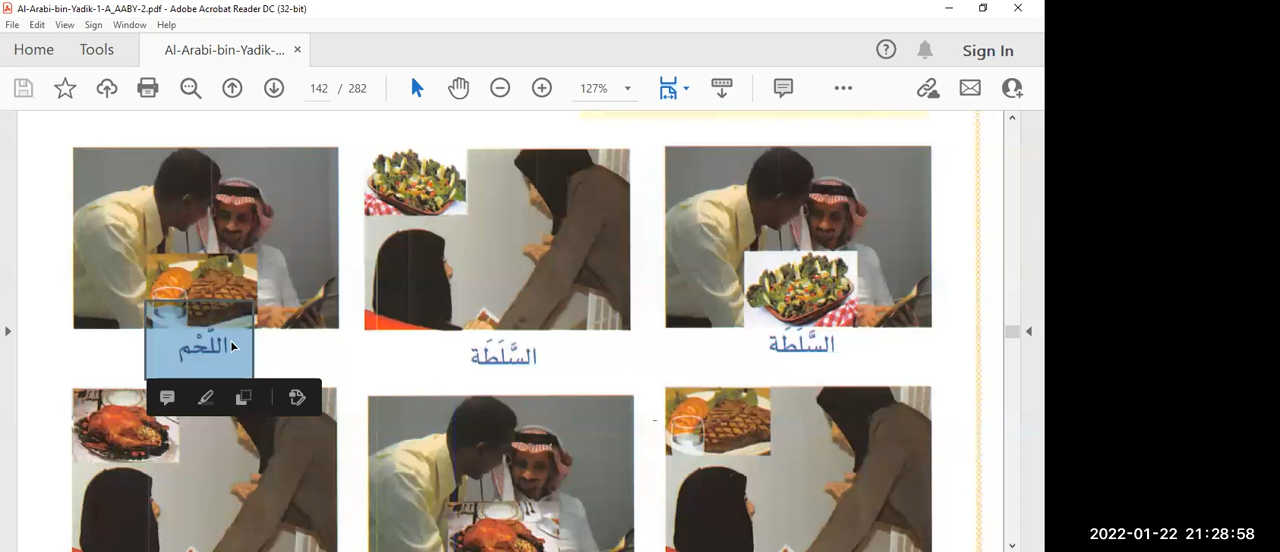 Al-Arabi-bin-Yadik-1-A_AABY-2.pdf - Adobe Acrobat Reader DC (32-bit)
File Edit View Sign Window Help
Home Tools Al-Arabi-bin-Yadik-... × Sign In
142 / 282 127%
السَّلَطَة
السَّلَطَة
اللَّحْم
2022-01-22 21:28:58